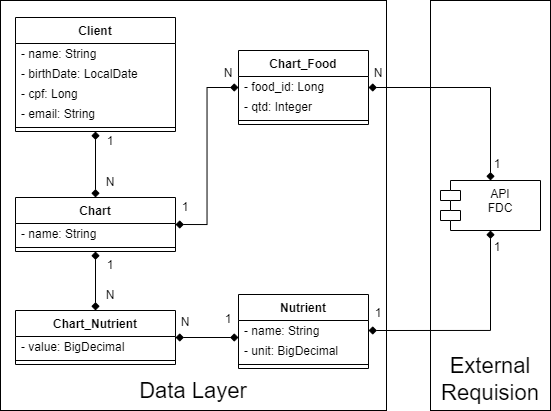 Client
- name: String
- birthDate: LocalDate
- cpf: Long
- email: String
1
N
Chart
- name: String
1
1
N
Chart_Nutrient
- value: BigDecimal
N
1
Nutrient
- name: String
- unit: BigDecimal
1
N
Chart_Food
- food_id: Long
- qtd: Integer
N
1
API
FDC
1
Data Layer
External
Requision